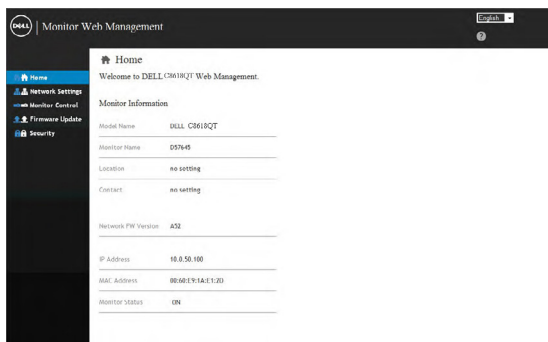 DELL
Monitor Web Management
English
?
Home
Network Settings
Monitor Control
Firmware Update
Security
Home
Welcome to DELL C8618QT Web Management.
Monitor Information
Model Name DELL C8618QT
Monitor Name D57645
Location no setting
Contact no setting
Network FW Version A52
IP Address 10.0.50.100
MAC Address 00:60:E9:1A:E1:2D
Monitor Status ON